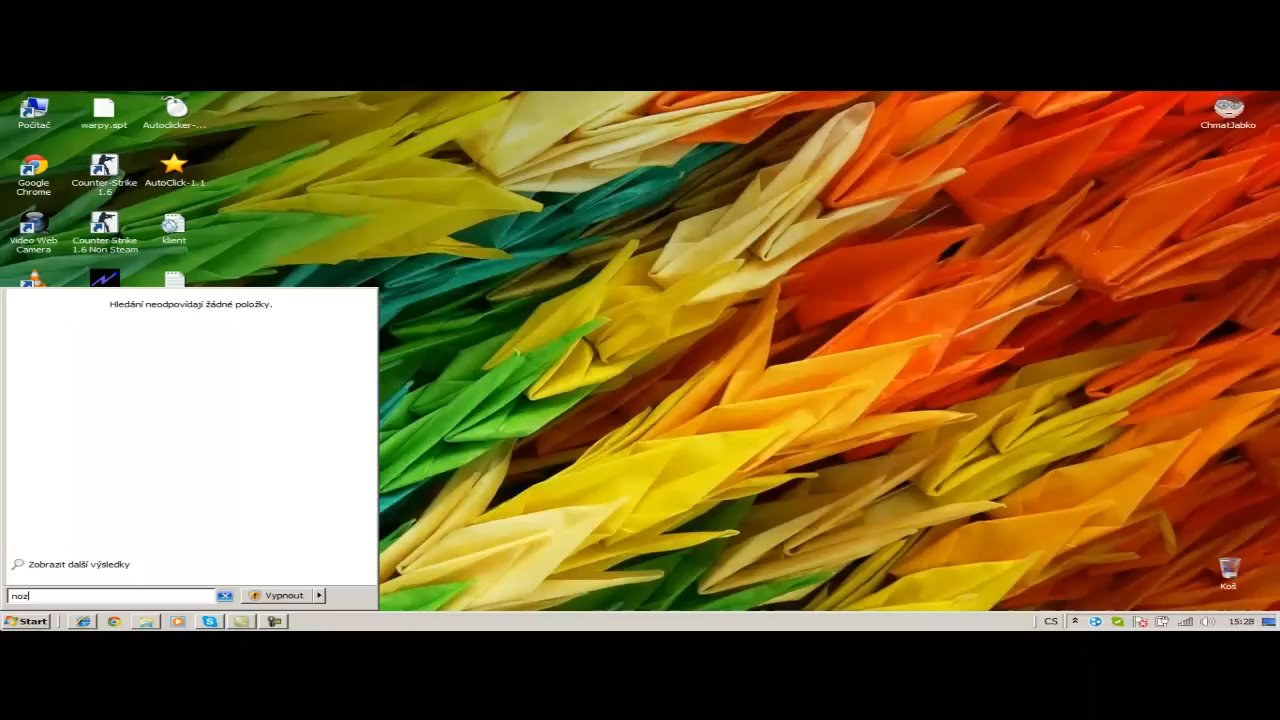 Počítač
warpy.spt
Autoclicker-...
ChmatJabko
Google
Chrome
Counter-Strike
1.6
AutoClick-1.1
Video Web
Camera
Counter-Strike
1.6 Non Steam
klient
Hledání neodpovídají žádné položky.
Zobrazit další výsledky
noz
Vypnout
Koš
Start
CS
15:28